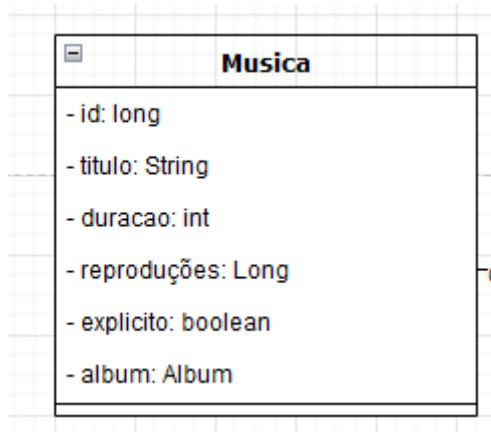 Musica
- id: long
- titulo: String
- duracao: int
- reproduções: Long
- explicito: boolean
- album: Album